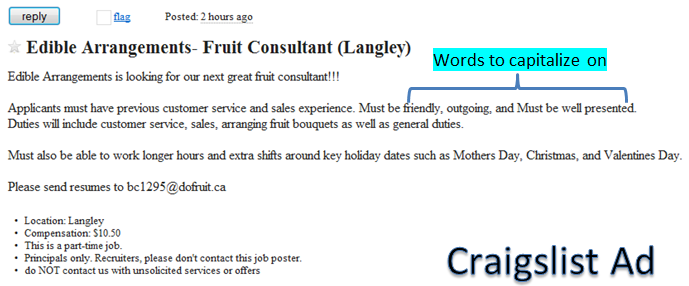 reply flag Posted: 2 hours ago
Edible Arrangements- Fruit Consultant (Langley)
Words to capitalize on
Edible Arrangements is looking for our next great fruit consultant!!!
Applicants must have previous customer service and sales experience. Must be friendly, outgoing, and Must be well presented.
Duties will include customer service, sales, arranging fruit bouquets as well as general duties.
Must also be able to work longer hours and extra shifts around key holiday dates such as Mothers Day, Christmas, and Valentines Day.
Please send resumes to bc1295@dofruit.ca
• Location: Langley
• Compensation: $10.50
• This is a part-time job.
• Principals only. Recruiters, please don't contact this job poster.
• do NOT contact us with unsolicited services or offers
Craigslist Ad